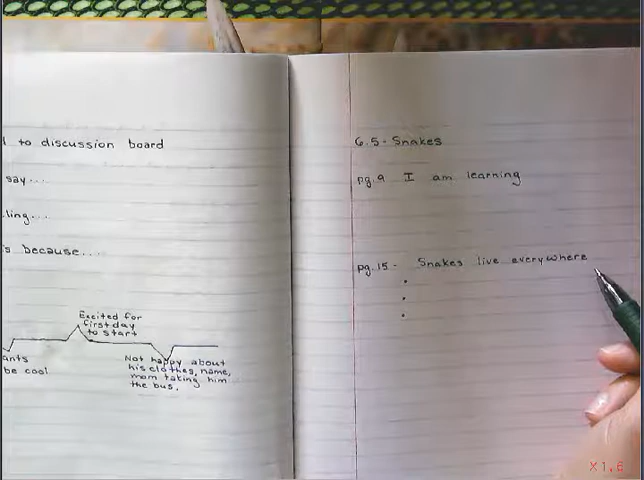 to discussion board
say...
ling...
s because....
Excited for
first day
to start
ants
be cool
Not happy about
his clothes, name,
mom taking him
the bus.
6.5 - Snakes
pg. 9 I am learning
pg. 15 - Snakes live everywhere
•
•
•
X1.6